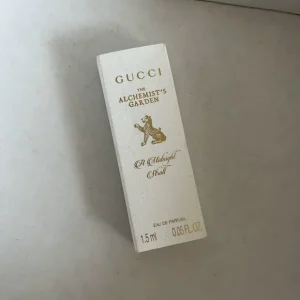 GUCCI
THE
ALCHEMIST'S
GARDEN
A Midnight
Stroll
EAU DE PARFUM
1.5 ml 0.05 FL.OZ.